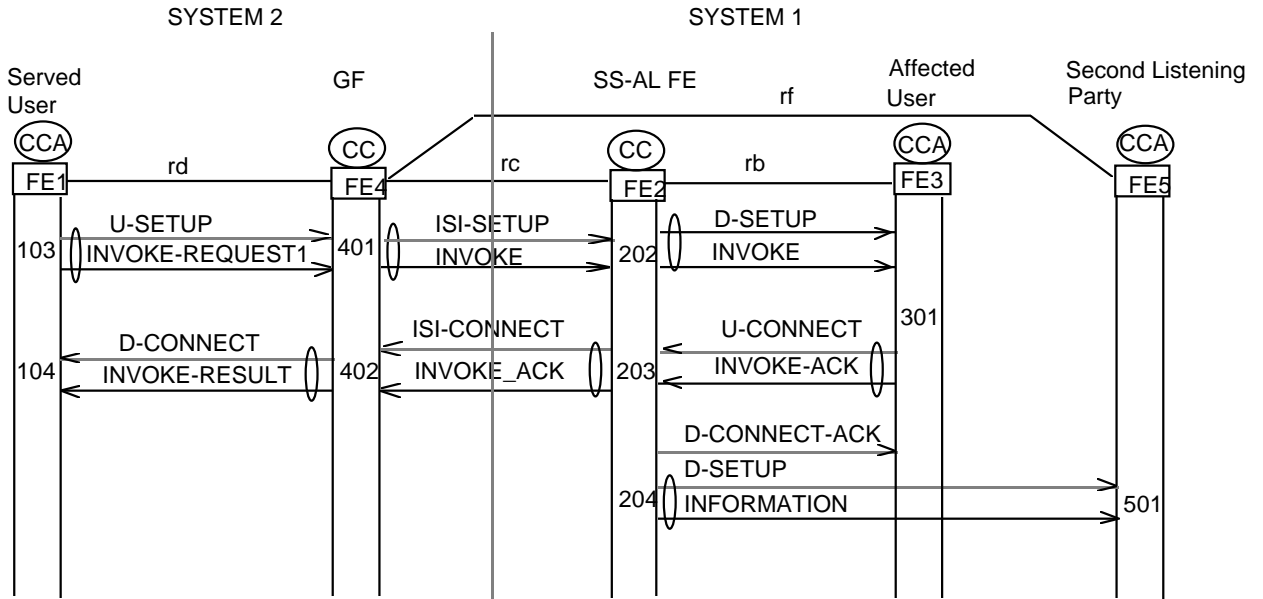 SYSTEM 2
SYSTEM 1
Served
User
GF
SS-AL FE
rf
Affected
User
Second Listening
Party
CCA
CC
CC
CCA
CCA
rd
rc
rb
FE1
FE4
FE2
FE3
FE5
U-SETUP
ISI-SETUP
D-SETUP
103
INVOKE-REQUEST1
401
INVOKE
202
INVOKE
301
D-CONNECT
ISI-CONNECT
U-CONNECT
104
INVOKE-RESULT
402
INVOKE_ACK
203
INVOKE-ACK
D-CONNECT-ACK
D-SETUP
204
INFORMATION
501